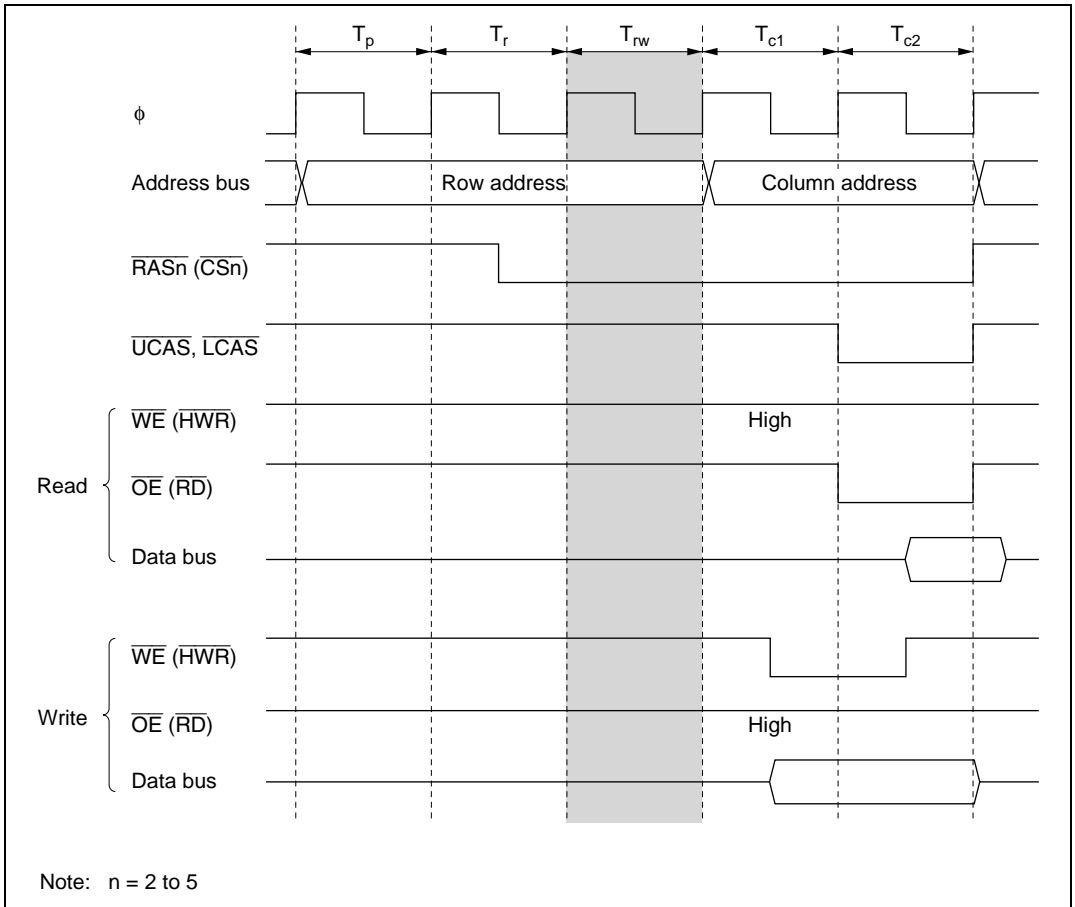 Tp Tr Trw Tc1 Tc2
ϕ
Address bus Row address Column address
RASn (CSn)
UCAS, LCAS
Read
WE (HWR) High
OE (RD)
Data bus
Write
WE (HWR)
OE (RD) High
Data bus
Note: n = 2 to 5